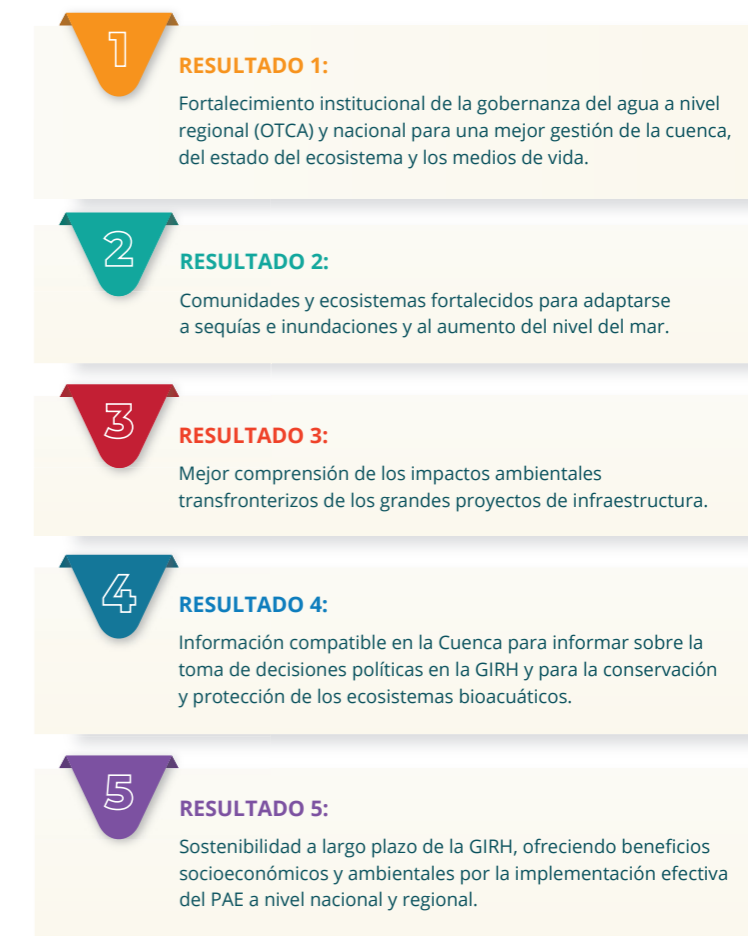 1
RESULTADO 1:
Fortalecimiento institucional de la gobernanza del agua a nivel
regional (OTCA) y nacional para una mejor gestión de la cuenca,
del estado del ecosistema y los medios de vida.
2
RESULTADO 2:
Comunidades y ecosistemas fortalecidos para adaptarse
a sequías e inundaciones y al aumento del nivel del mar.
3
RESULTADO 3:
Mejor comprensión de los impactos ambientales
transfronterizos de los grandes proyectos de infraestructura.
4
RESULTADO 4:
Información compatible en la Cuenca para informar sobre la
toma de decisiones políticas en la GIRH y para la conservación
y protección de los ecosistemas bioacuáticos.
5
RESULTADO 5:
Sostenibilidad a largo plazo de la GIRH, ofreciendo beneficios
socioeconómicos y ambientales por la implementación efectiva
del PAE a nivel nacional y regional.